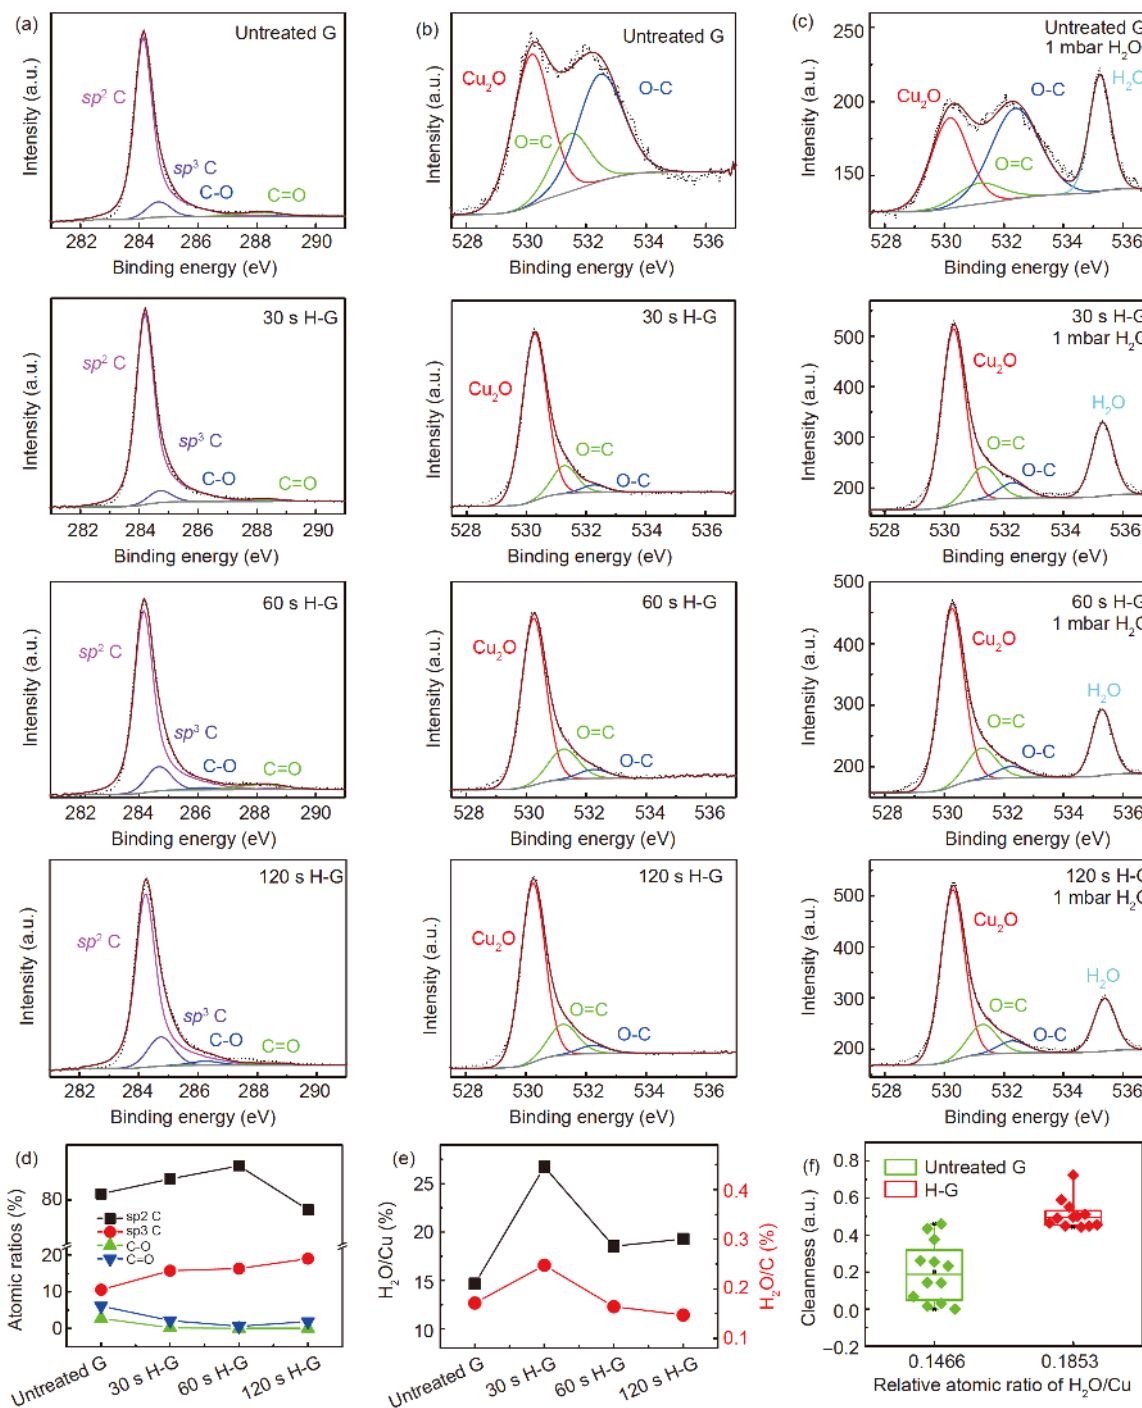 (a)
Untreated G
sp² C
sp³ C
C-O
C=O
Intensity (a.u.)
282 284 286 288 290
Binding energy (eV)
(b)
Untreated G
Cu₂O
O=C
O-C
Intensity (a.u.)
528 530 532 534 536
Binding energy (eV)
(c)
Untreated G
1 mbar H₂O
Cu₂O
O-C
O=C
H₂O
Intensity (a.u.)
250
200
150
528 530 532 534 536
Binding energy (eV)
30 s H-G
sp² C
sp³ C
C-O
C=O
Intensity (a.u.)
282 284 286 288 290
Binding energy (eV)
30 s H-G
Cu₂O
O=C
O-C
Intensity (a.u.)
528 530 532 534 536
Binding energy (eV)
30 s H-G
1 mbar H₂O
Cu₂O
O=C
O-C
H₂O
Intensity (a.u.)
500
400
300
200
528 530 532 534 536
Binding energy (eV)
60 s H-G
sp² C
sp³ C
C-O
C=O
Intensity (a.u.)
282 284 286 288 290
Binding energy (eV)
60 s H-G
Cu₂O
O=C
O-C
Intensity (a.u.)
528 530 532 534 536
Binding energy (eV)
60 s H-G
1 mbar H₂O
Cu₂O
O=C
O-C
H₂O
Intensity (a.u.)
500
400
300
200
528 530 532 534 536
Binding energy (eV)
120 s H-G
sp² C
sp³ C
C-O
C=O
Intensity (a.u.)
282 284 286 288 290
Binding energy (eV)
120 s H-G
Cu₂O
O=C
O-C
Intensity (a.u.)
528 530 532 534 536
Binding energy (eV)
120 s H-G
1 mbar H₂O
Cu₂O
O=C
O-C
H₂O
Intensity (a.u.)
500
400
300
200
528 530 532 534 536
Binding energy (eV)
(d)
Atomic ratios (%)
80
20
10
0
sp2 C
sp3 C
C-O
C=O
Untreated G 30 s H-G 60 s H-G 120 s H-G
(e)
H₂O/Cu (%)
25
20
15
10
H₂O/C (%)
0.4
0.3
0.2
0.1
Untreated G 30 s H-G 60 s H-G 120 s H-G
(f)
Untreated G
H-G
Cleanness (a.u.)
0.8
0.6
0.4
0.2
0.0
−0.2
0.1466 0.1853
Relative atomic ratio of H₂O/Cu